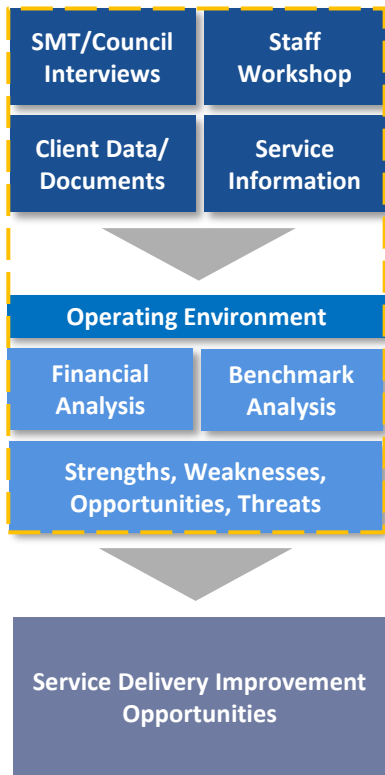 SMT/Council
Interviews
Staff
Workshop
Client Data/
Documents
Service
Information
Operating Environment
Financial
Analysis
Benchmark
Analysis
Strengths, Weaknesses,
Opportunities, Threats
Service Delivery Improvement
Opportunities